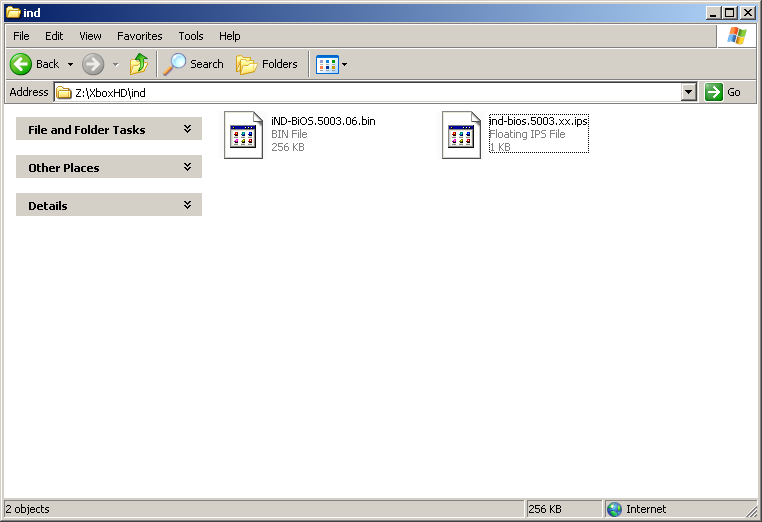 ind
File Edit View Favorites Tools Help
Back Search Folders
Address Z:\XboxHD\ind Go
File and Folder Tasks
Other Places
Details
iND-BiOS.5003.06.bin
BIN File
256 KB
ind-bios.5003.xx.ips
Floating IPS File
1 KB
2 objects 256 KB Internet